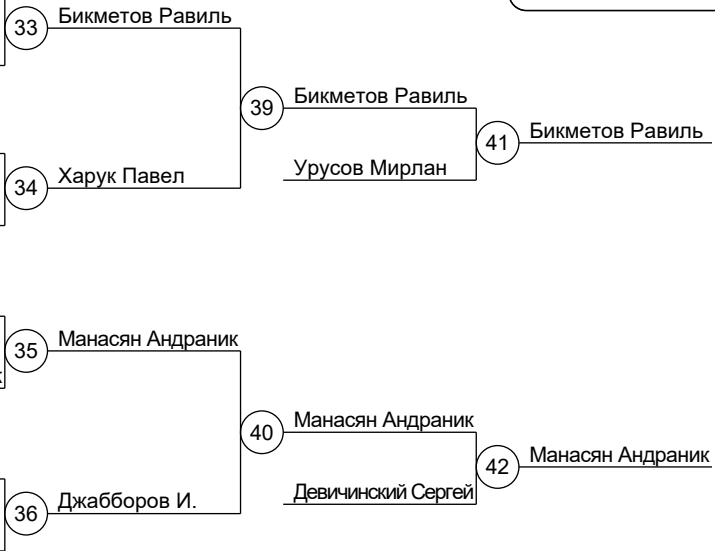 33 Бикметов Равиль
39 Бикметов Равиль
41 Бикметов Равиль
Урусов Мирлан
34 Харук Павел
35 Манасян Андраник
40 Манасян Андраник
42 Манасян Андраник
Девичинский Сергей
36 Джабборов И.